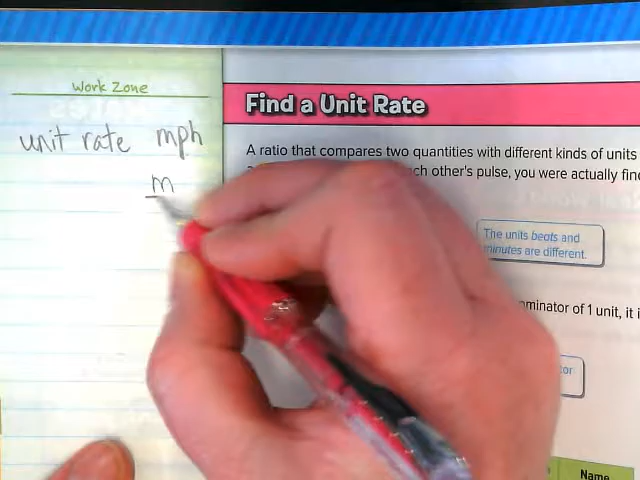 Work Zone
unit rate mph
m
Find a Unit Rate
A ratio that compares two quantities with different kinds of units
ch other's pulse, you were actually fin
The units beats and
minutes are different.
ominator of 1 unit, it i
tor
Name